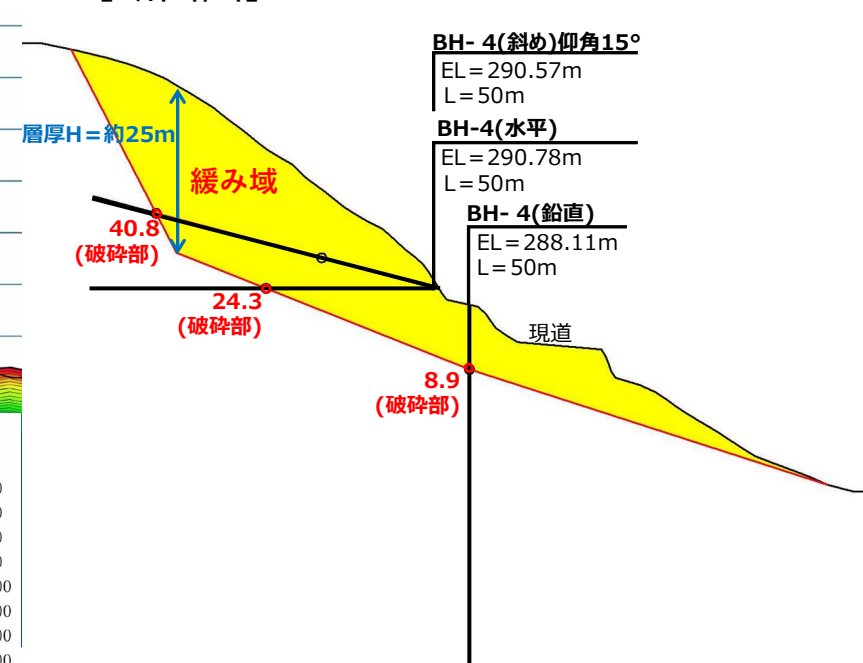 BH- 4(斜め)仰角15°
EL＝290.57m
L＝50m
BH-4(水平)
EL＝290.78m
L＝50m
BH- 4(鉛直)
EL＝288.11m
L＝50m
層厚H＝約25m
緩み域
40.8
(破砕部)
24.3
(破砕部)
現道
8.9
(破砕部)